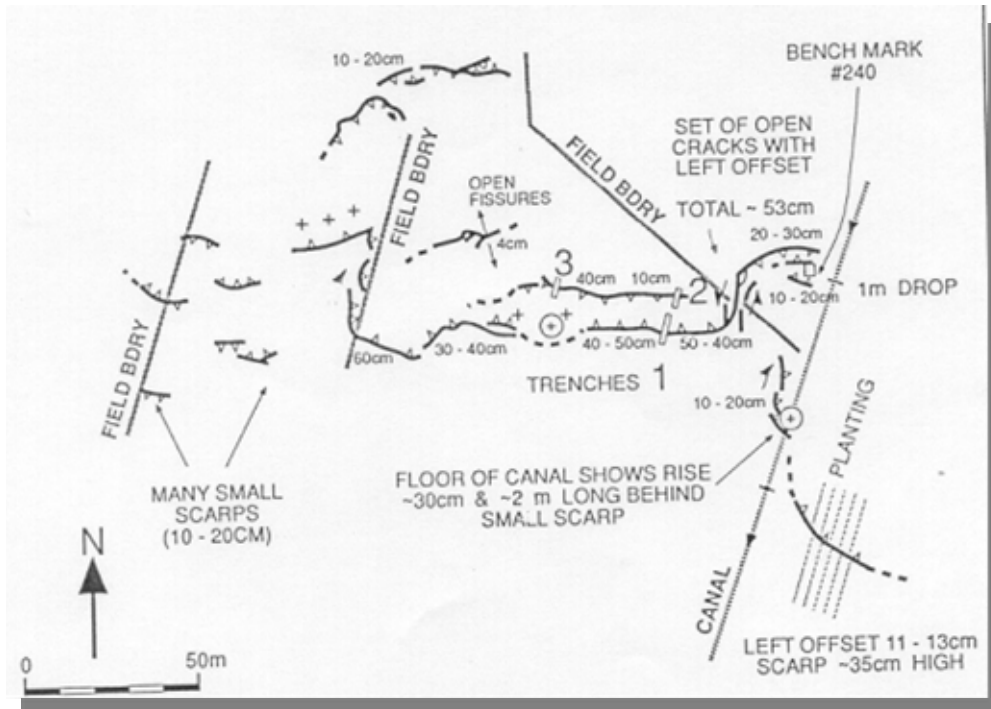 10 - 20cm
BENCH MARK
#240
SET OF OPEN
CRACKS WITH
LEFT OFFSET
TOTAL ~ 53cm
FIELD BDRY
FIELD BDRY
FIELD BDRY
OPEN
FISSURES
4cm
20 - 30cm
3
40cm
10cm
2
10 - 20cm
1m DROP
60cm
30 - 40cm
40 - 50cm
50 - 40cm
TRENCHES 1
10 - 20cm
PLANTING
MANY SMALL
SCARPS
(10 - 20CM)
FLOOR OF CANAL SHOWS RISE
~30cm & ~2 m LONG BEHIND
SMALL SCARP
N
CANAL
0
50m
LEFT OFFSET 11 - 13cm
SCARP ~35cm HIGH